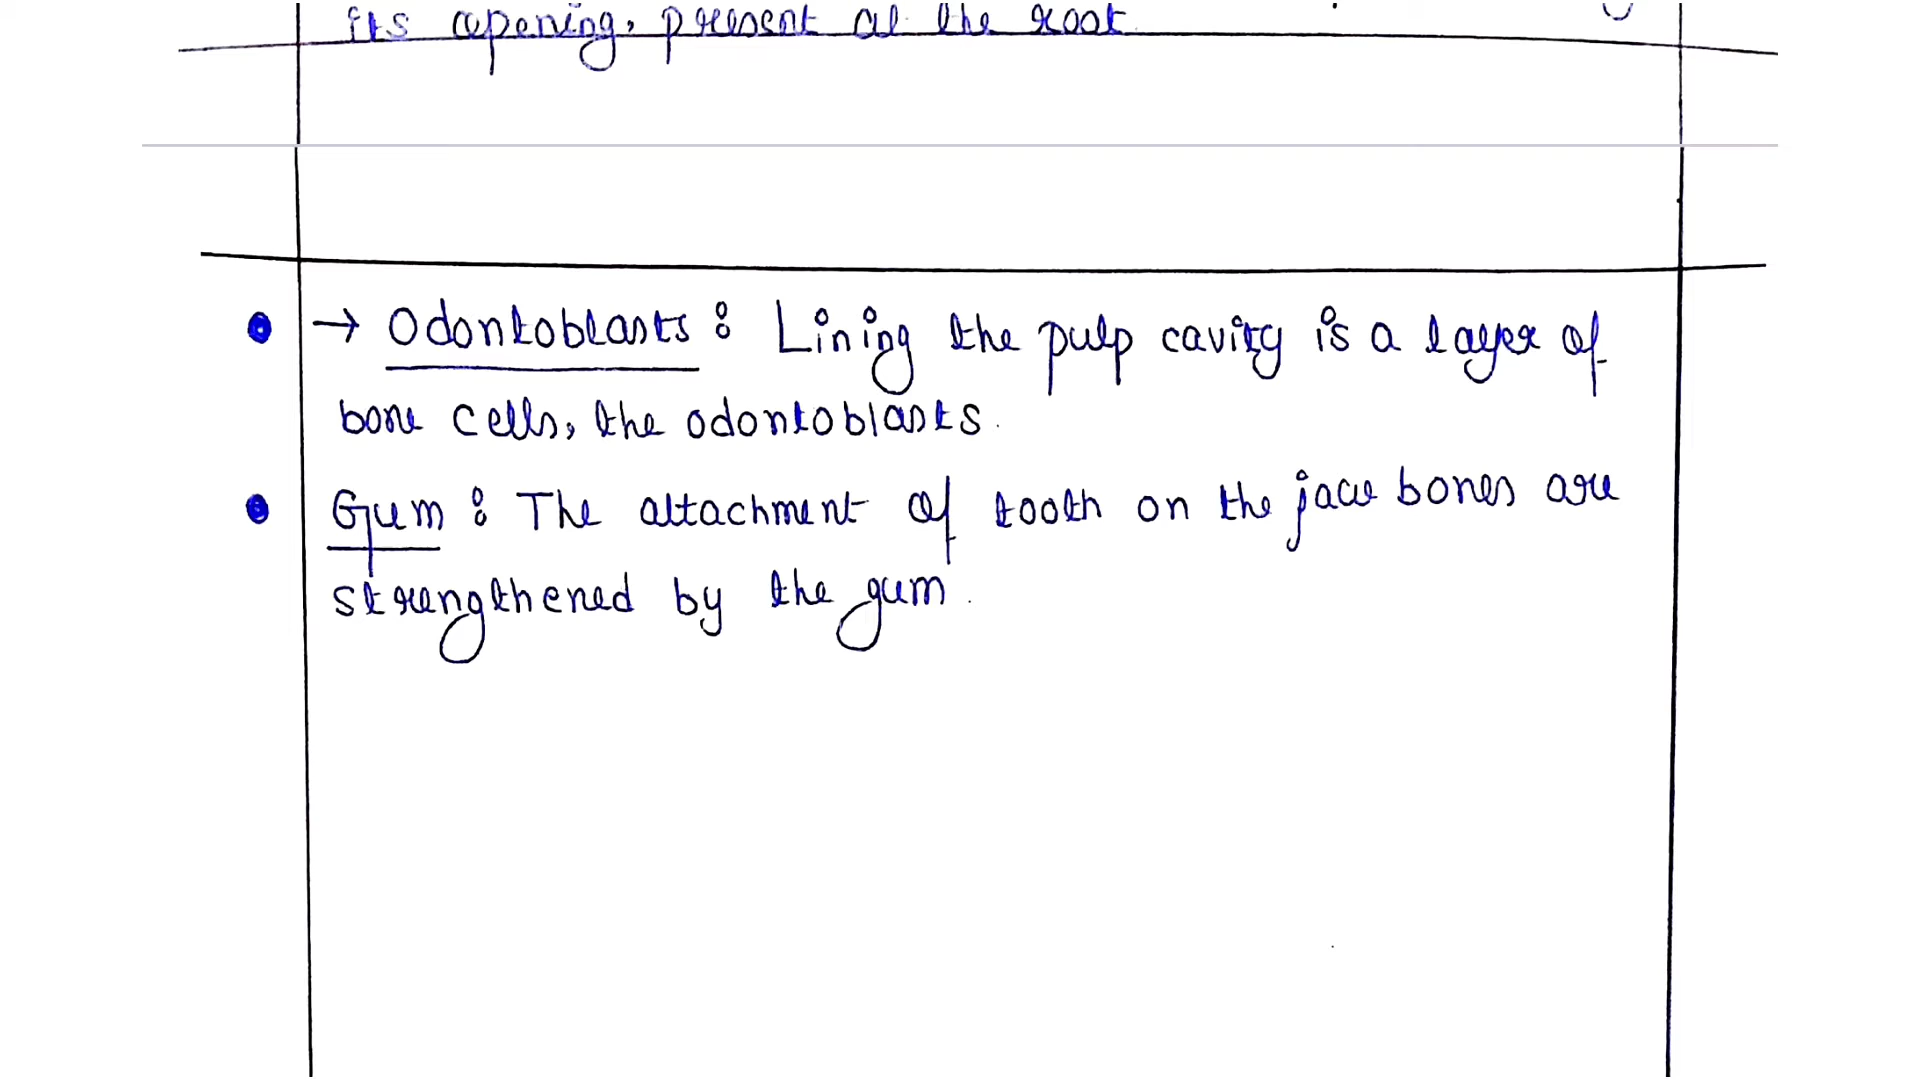 its opening, present at the root
• → Odontoblasts : Lining the pulp cavity is a layer of
bone cells, the odontoblasts.
• Gum : The attachment of tooth on the jaw bones are
strengthened by the gum.